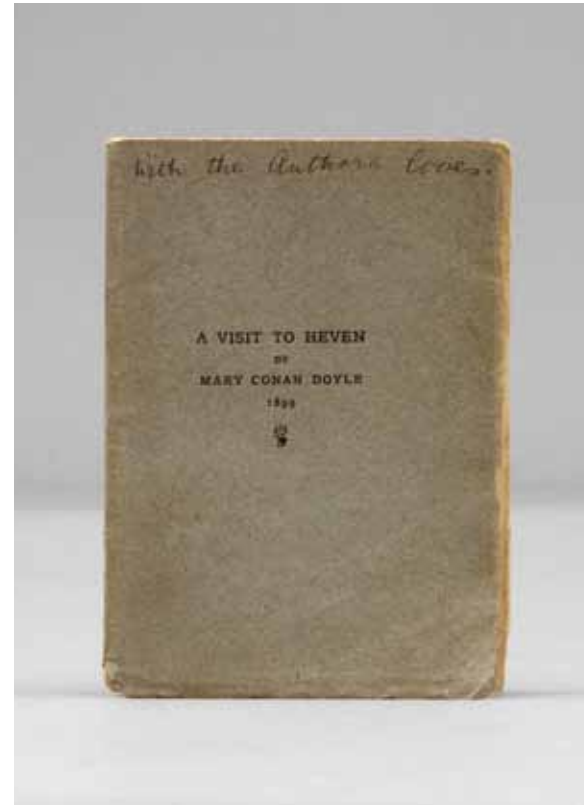 With the Authors love.
A VISIT TO HEVEN
BY
MARY CONAN DOYLE
1899